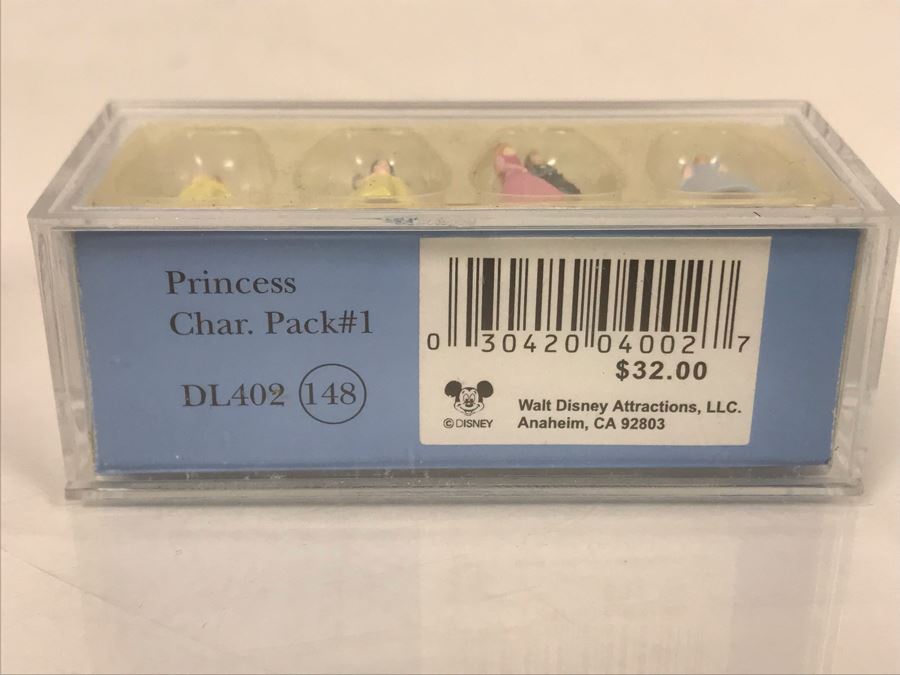 Princess
Char. Pack#1
DL402 148
0 30420 04002 7
$32.00
© DISNEY
Walt Disney Attractions, LLC.
Anaheim, CA 92803